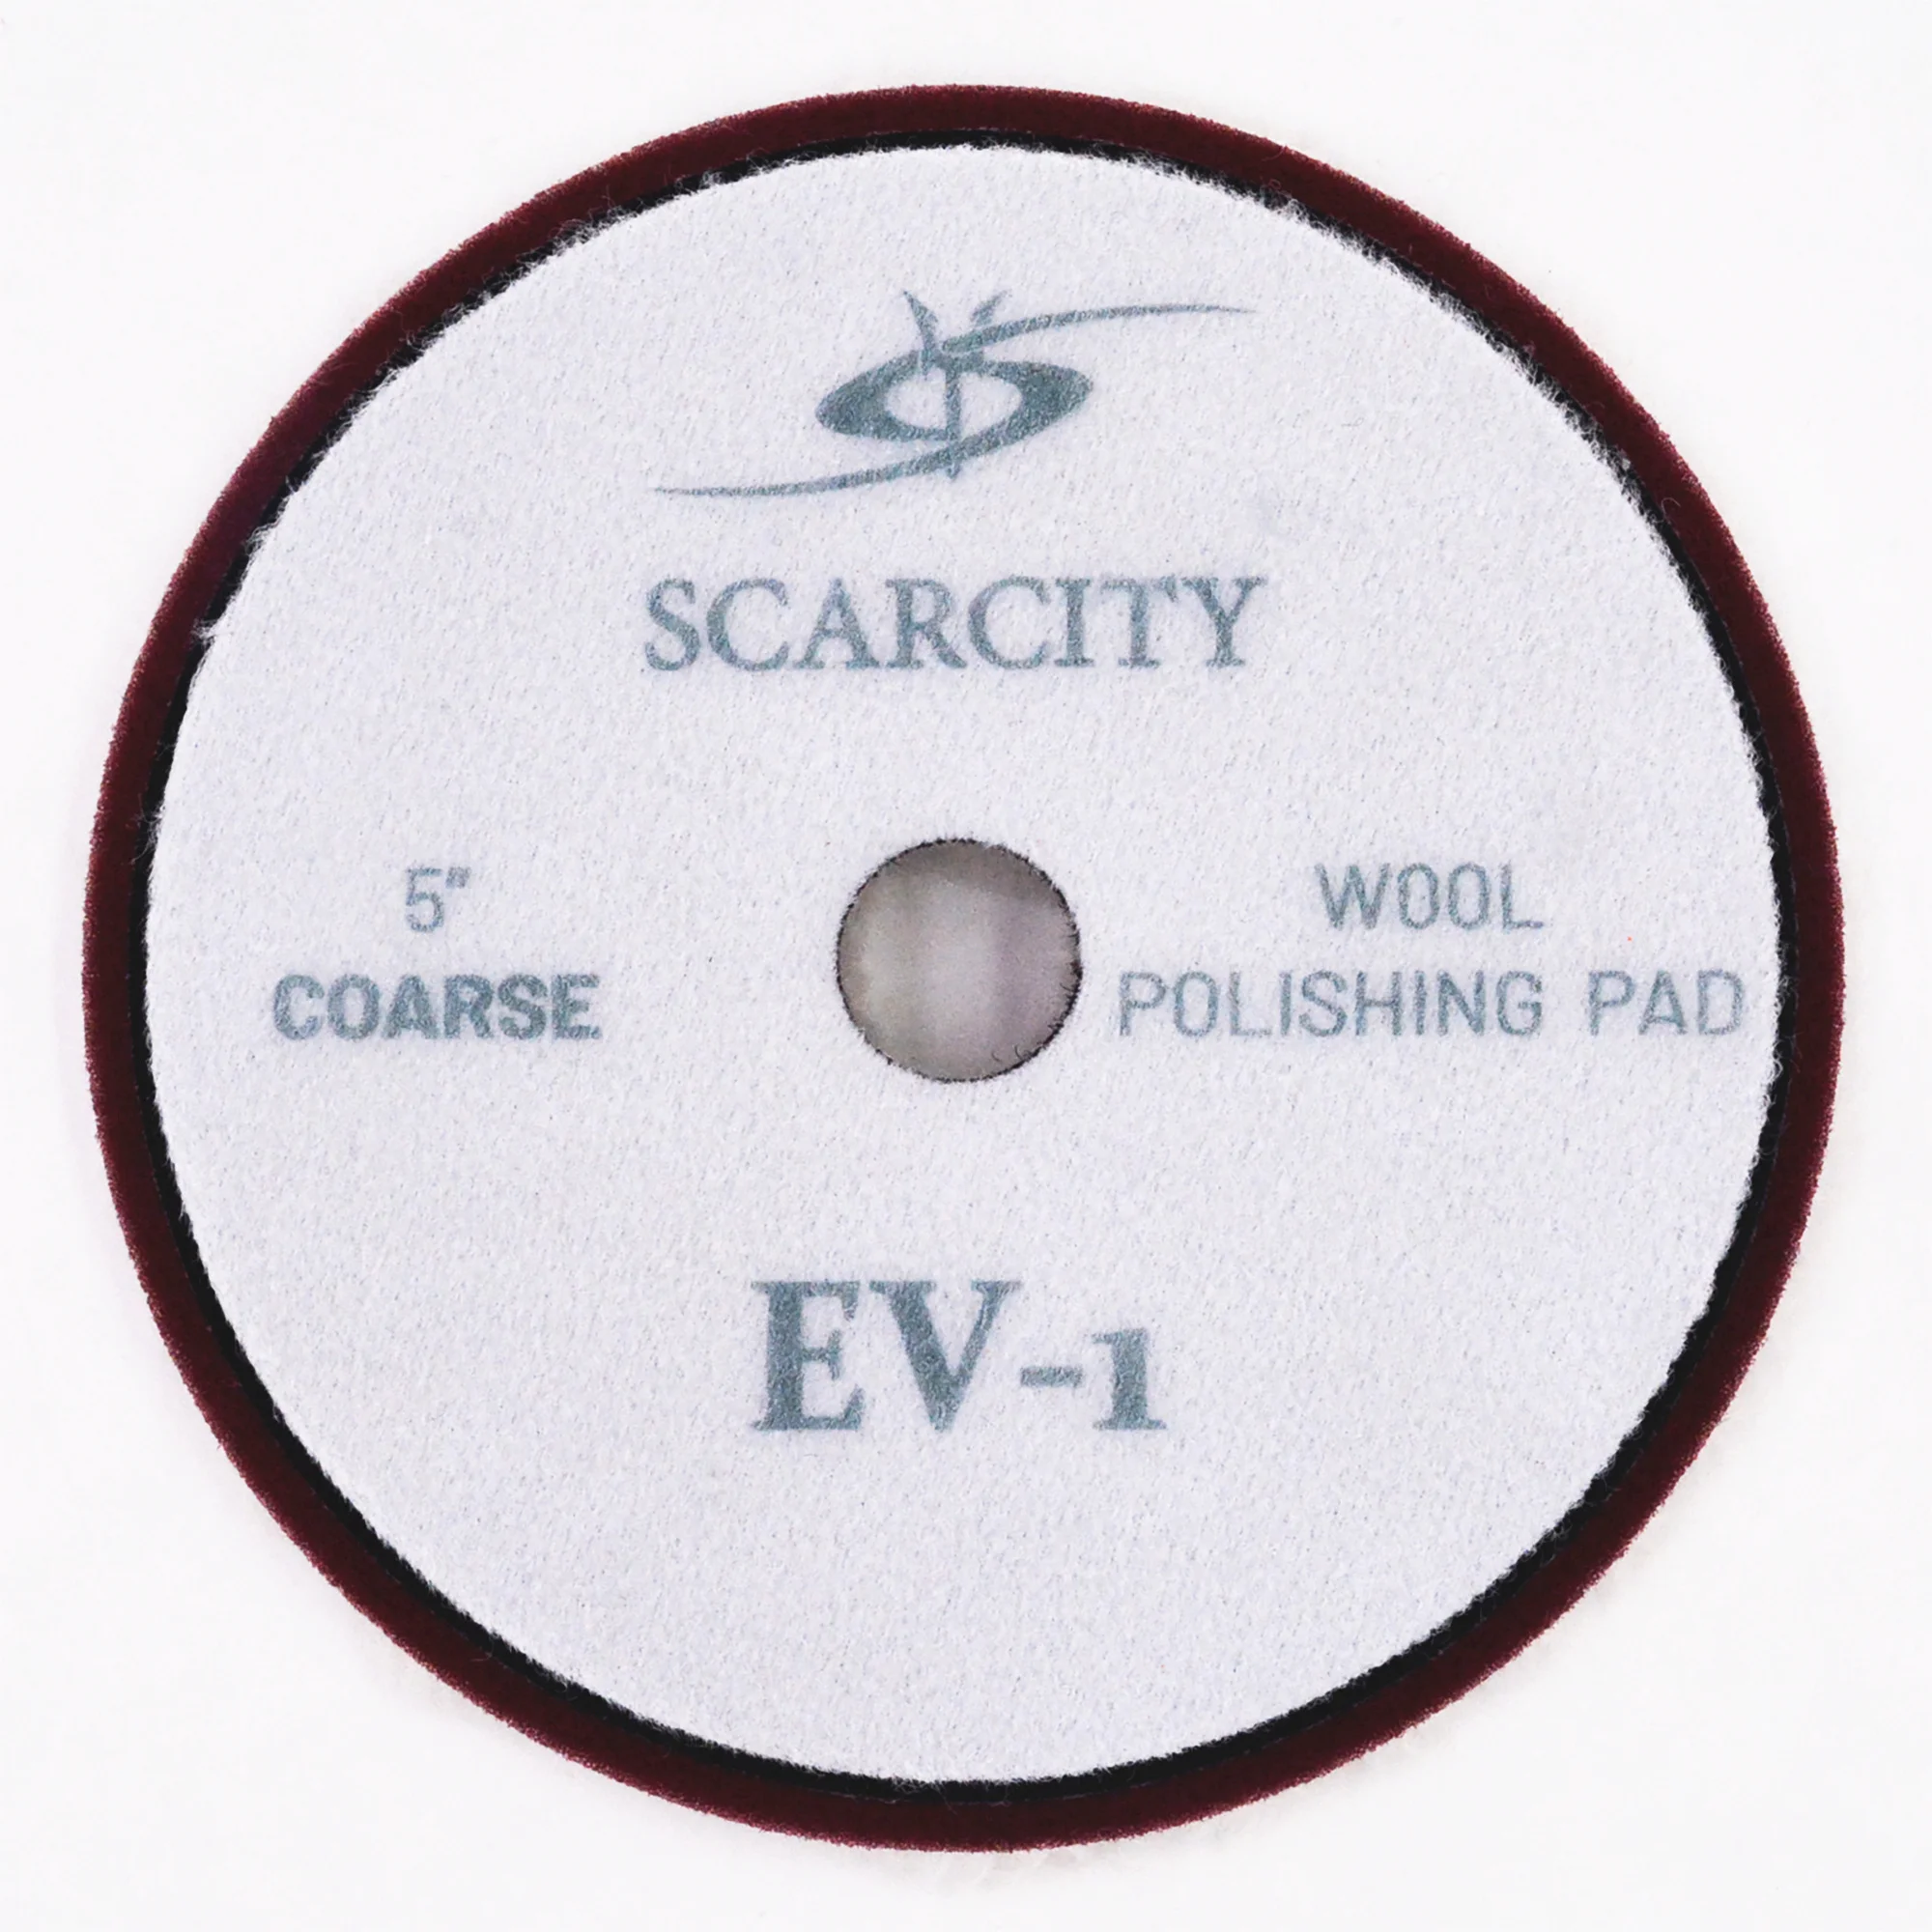 SCARCITY
5"
COARSE
WOOL
POLISHING PAD
EV-1